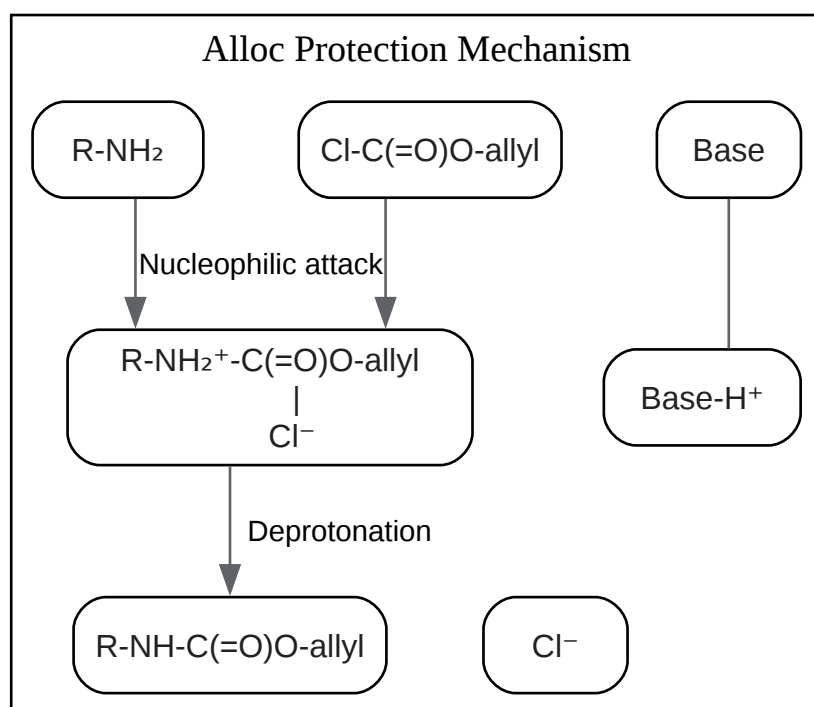 Alloc Protection Mechanism
R-NH₂
Cl-C(=O)O-allyl
Base
Nucleophilic attack
R-NH₂⁺-C(=O)O-allyl
|
Cl⁻
Base-H⁺
Deprotonation
R-NH-C(=O)O-allyl
Cl⁻